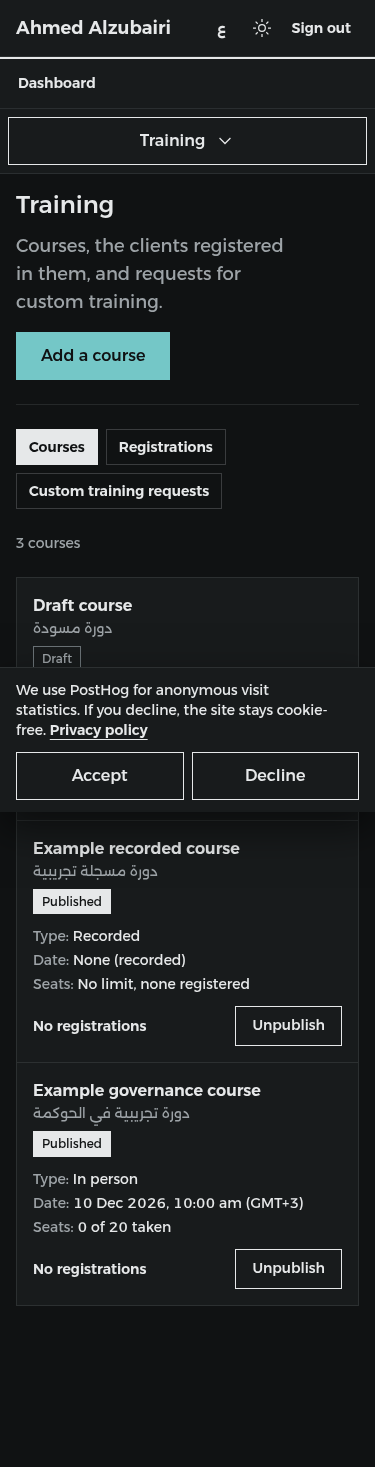 Ahmed Alzubairi
ع
Sign out
Dashboard
Training
Training
Courses, the clients registered
in them, and requests for
custom training.
Add a course
Courses
Registrations
Custom training requests
3 courses
Draft course
دورة مسودة
Draft
We use PostHog for anonymous visit
statistics. If you decline, the site stays cookie-
free. Privacy policy
Accept
Decline
Example recorded course
دورة مسجلة تجريبية
Published
Type: Recorded
Date: None (recorded)
Seats: No limit, none registered
No registrations
Unpublish
Example governance course
دورة تجريبية في الحوكمة
Published
Type: In person
Date: 10 Dec 2026, 10:00 am (GMT+3)
Seats: 0 of 20 taken
No registrations
Unpublish